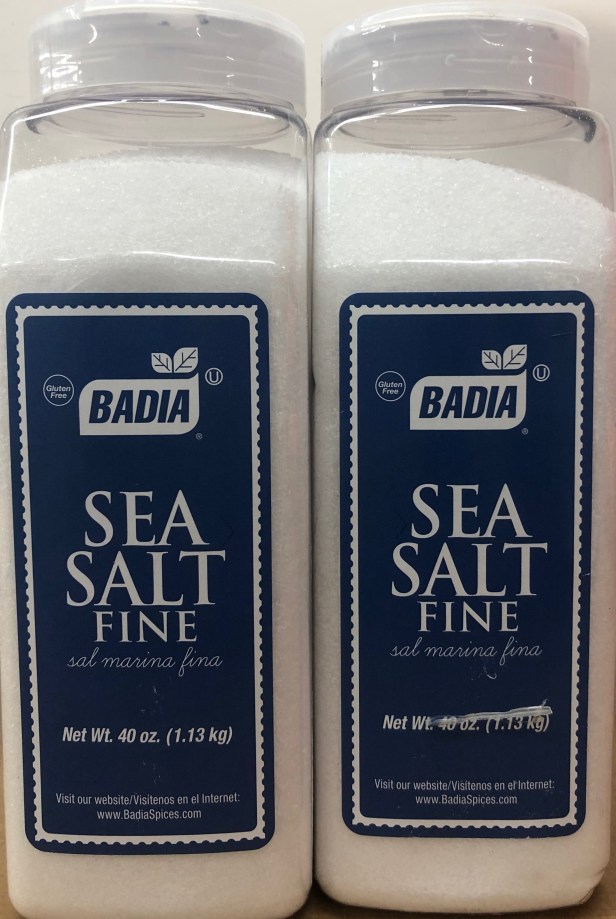 Gluten
Free
BADIA
U
®
SEA
SALT
FINE
sal marina fina
Net Wt. 40 oz. (1.13 kg)
Visit our website/Visítenos en el Internet:
www.BadiaSpices.com
Gluten
Free
BADIA
U
®
SEA
SALT
FINE
sal marina fina
Net Wt. 40 oz. (1.13 kg)
Visit our website/Visítenos en el Internet:
www.BadiaSpices.com